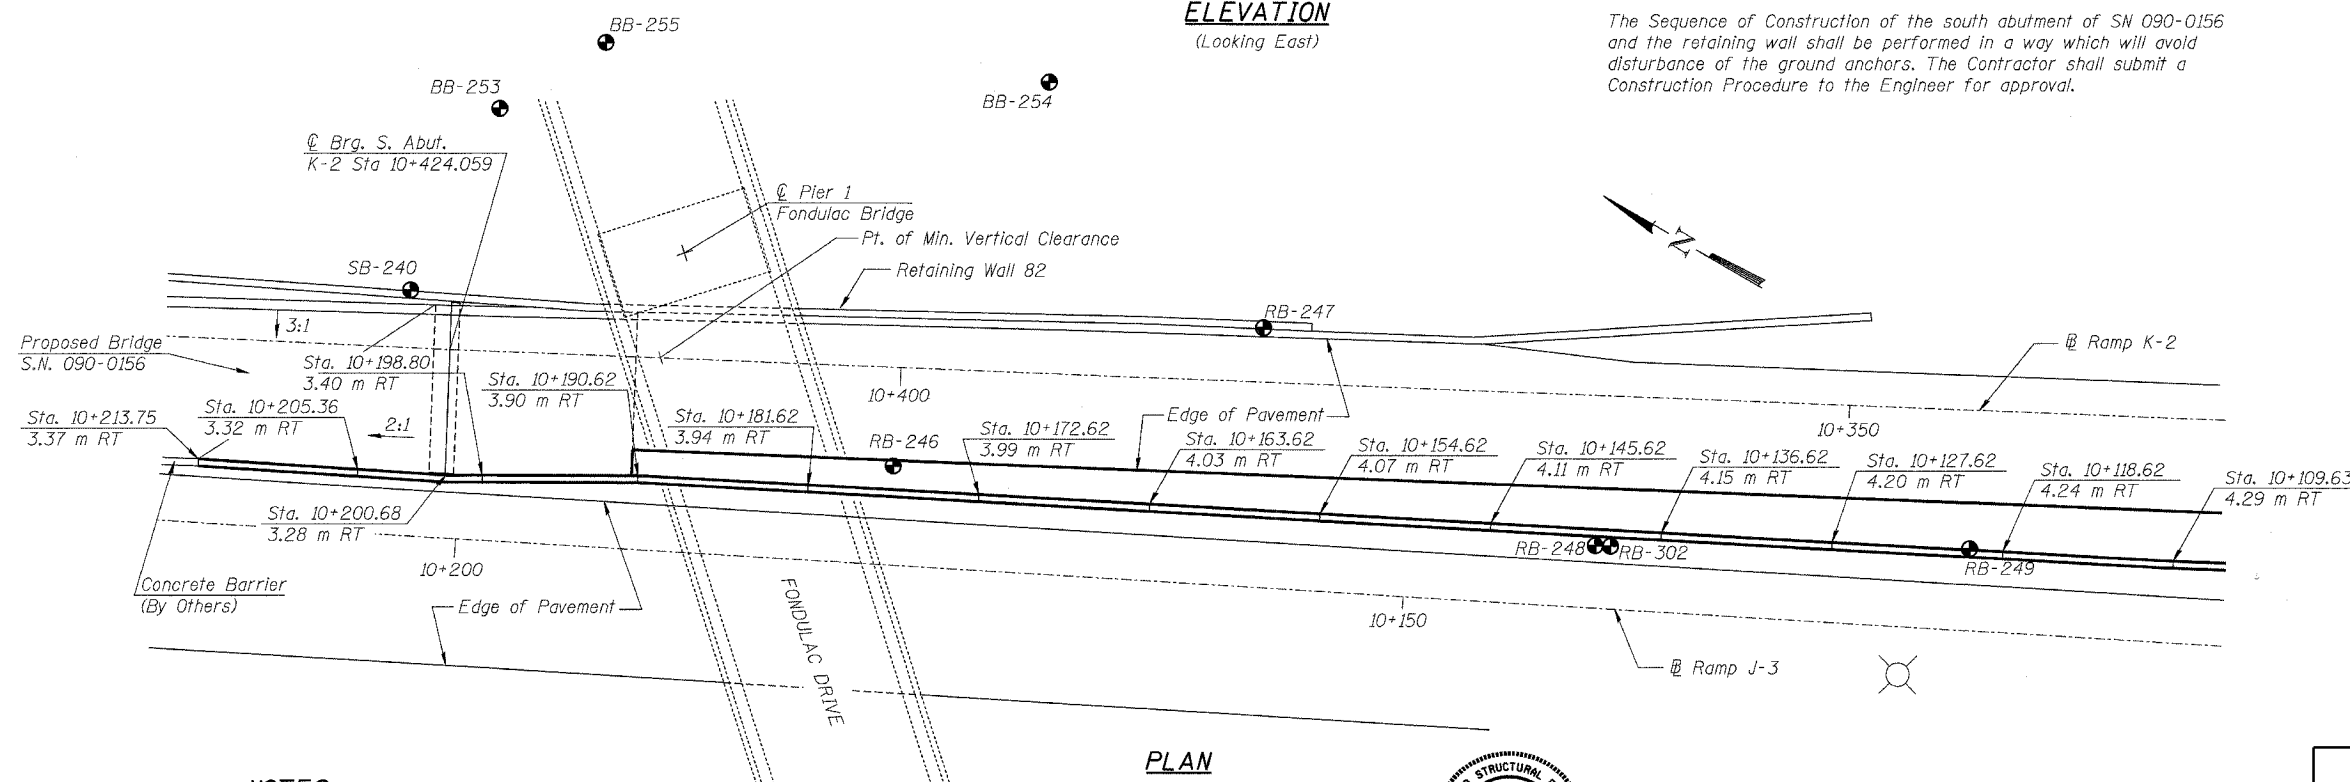 ELEVATION
(Looking East)
The Sequence of Construction of the south abutment of SN 090-0156
and the retaining wall shall be performed in a way which will avoid
disturbance of the ground anchors. The Contractor shall submit a
Construction Procedure to the Engineer for approval.
BB-255
BB-253
BB-254
℄ Brg. S. Abut.
K-2 Sta 10+424.059
℄ Pier 1
Fondulac Bridge
Pt. of Min. Vertical Clearance
Retaining Wall 82
N
SB-240
RB-247
3:1
Proposed Bridge
S.N. 090-0156
℄ Ramp K-2
Sta. 10+198.80
3.40 m RT
Sta. 10+190.62
3.90 m RT
10+400
Edge of Pavement
10+350
Sta. 10+213.75
3.37 m RT
Sta. 10+205.36
3.32 m RT
2:1
Sta. 10+181.62
3.94 m RT
RB-246
Sta. 10+172.62
3.99 m RT
Sta. 10+163.62
4.03 m RT
Sta. 10+154.62
4.07 m RT
Sta. 10+145.62
4.11 m RT
Sta. 10+136.62
4.15 m RT
Sta. 10+127.62
4.20 m RT
Sta. 10+118.62
4.24 m RT
Sta. 10+109.63
4.29 m RT
Sta. 10+200.68
3.28 m RT
RB-248
RB-302
RB-249
10+200
Concrete Barrier
(By Others)
Edge of Pavement
FONDULAC DRIVE
10+150
Ramp J-3
PLAN
STRUCTURAL
NOTES